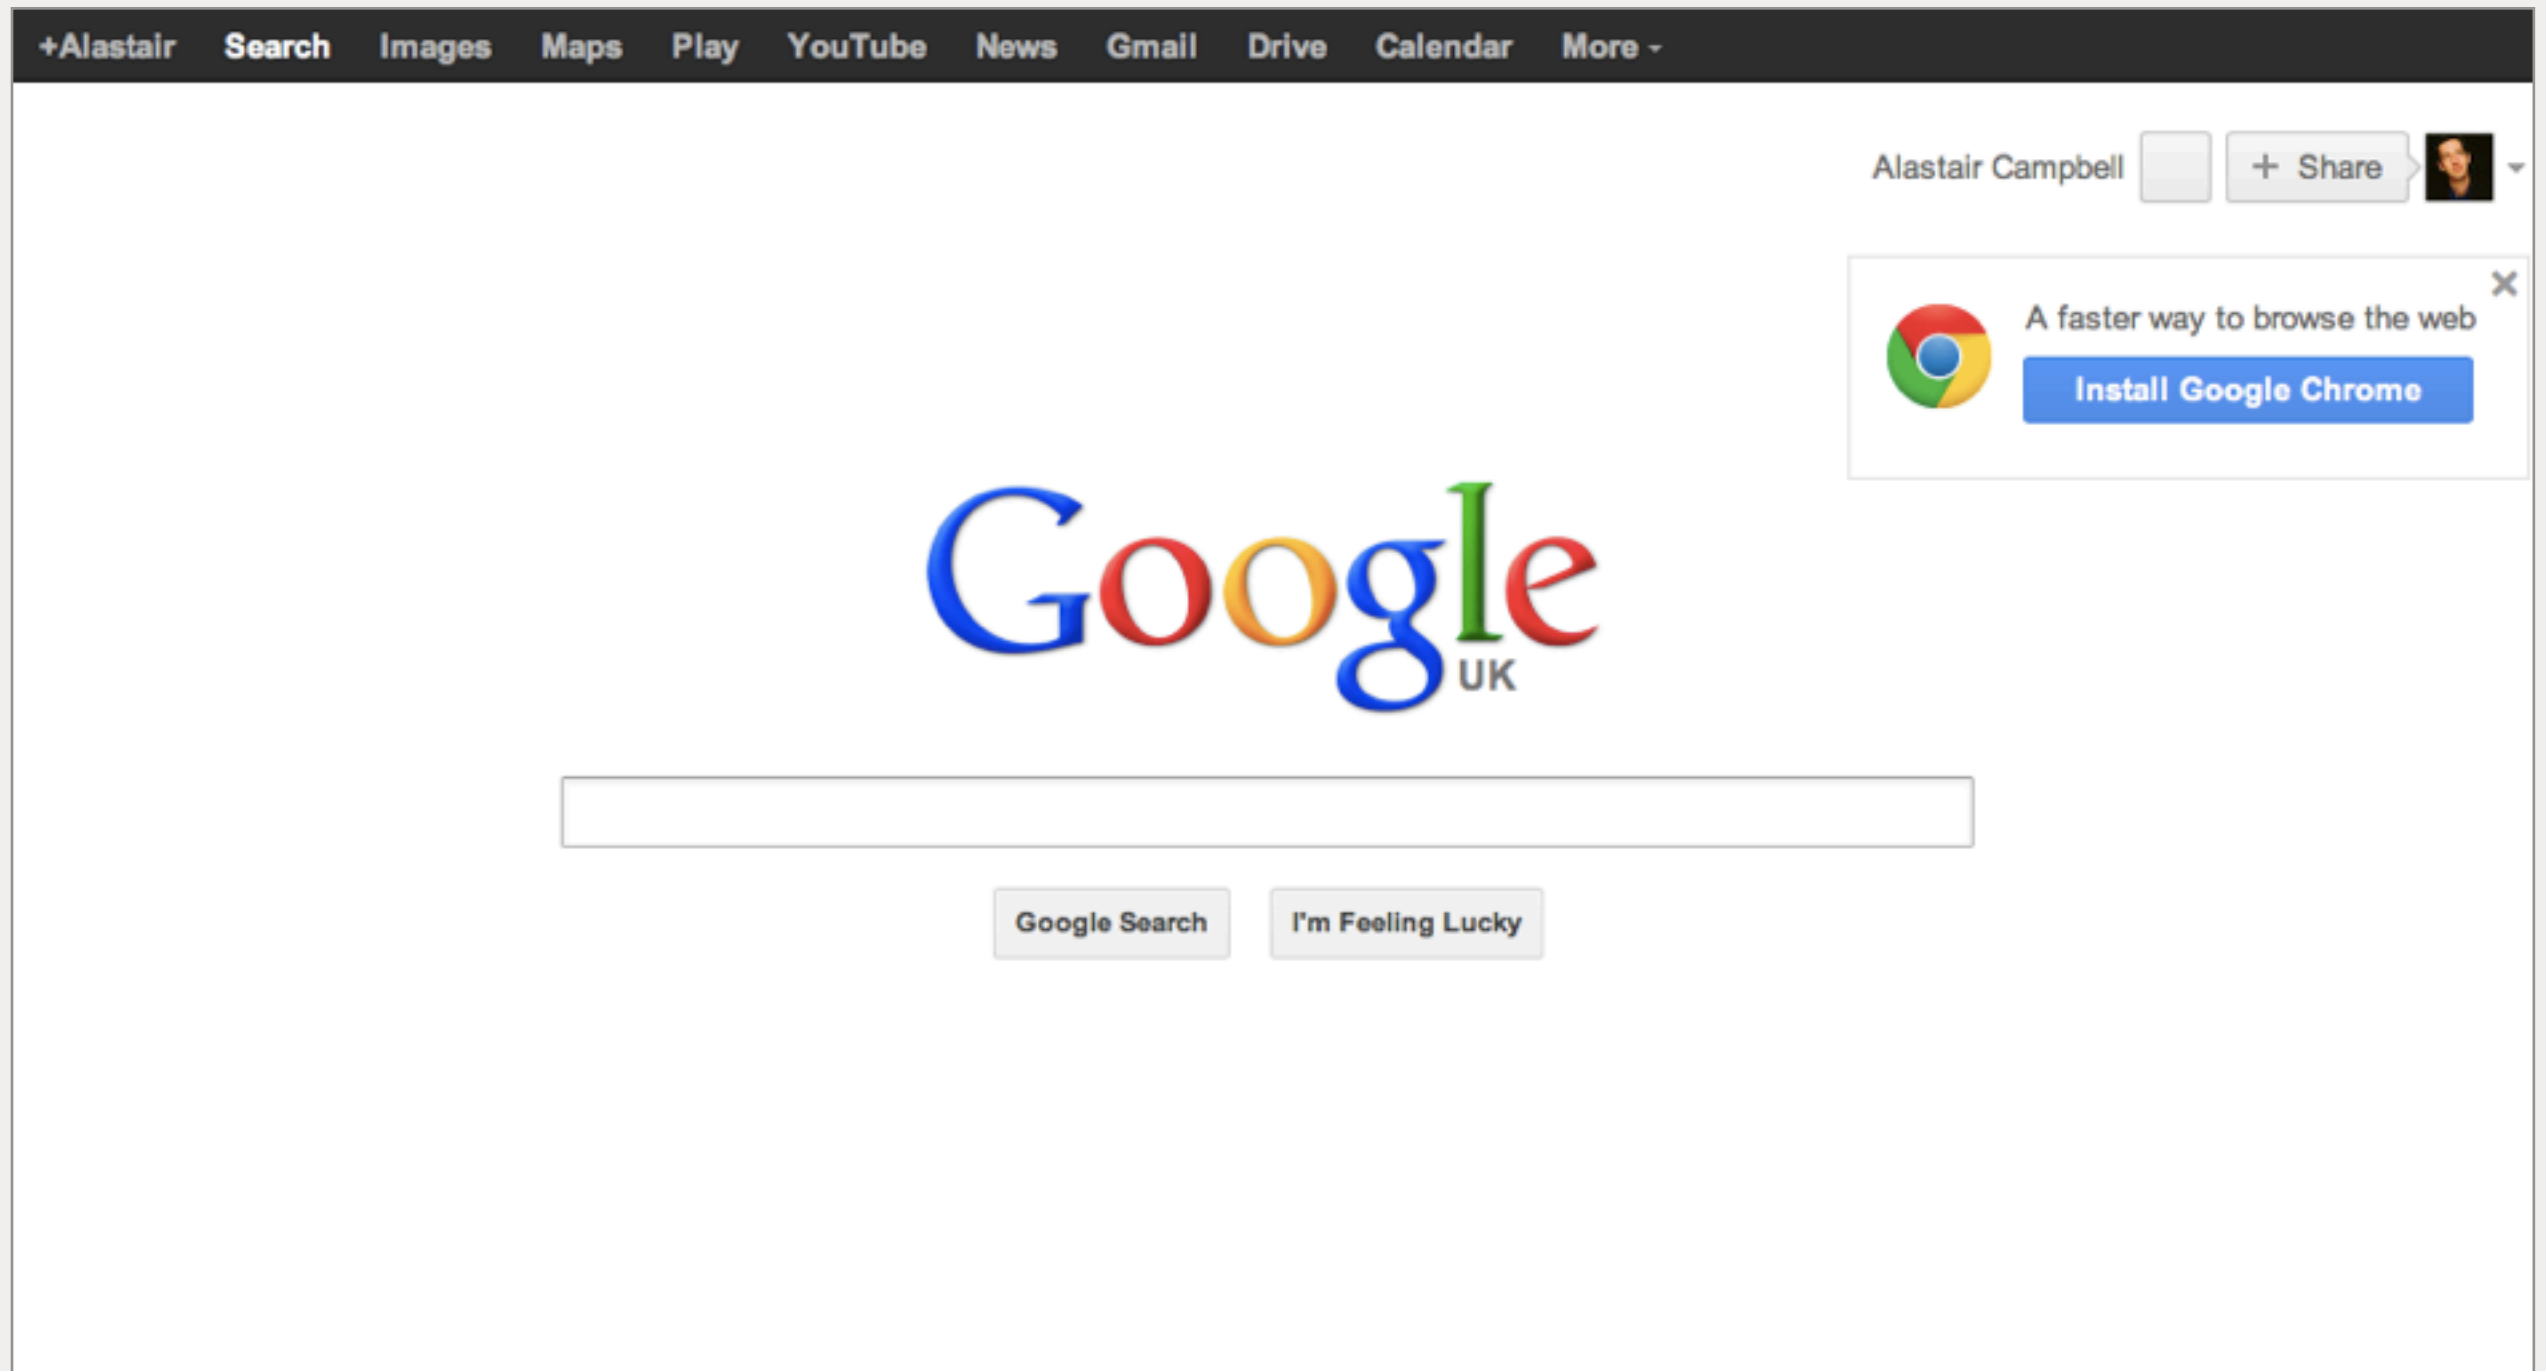 +Alastair Search Images Maps Play YouTube News Gmail Drive Calendar More
Alastair Campbell + Share
A faster way to browse the web
Install Google Chrome
Google
UK
Google Search I'm Feeling Lucky